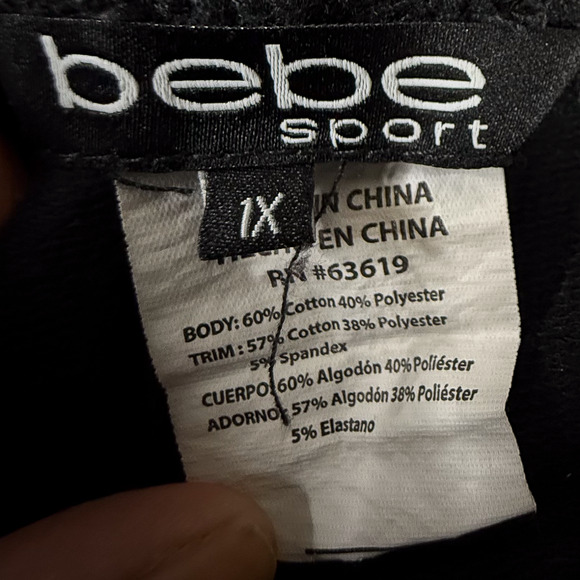 bebe
sport
1X
IN CHINA
EN CHINA
RN #63619
BODY: 60% Cotton 40% Polyester
TRIM: 57% Cotton 38% Polyester
5% Spandex
CUERPO: 60% Algodón 40% Poliéster
ADORNO: 57% Algodón 38% Poliéster
5% Elastano